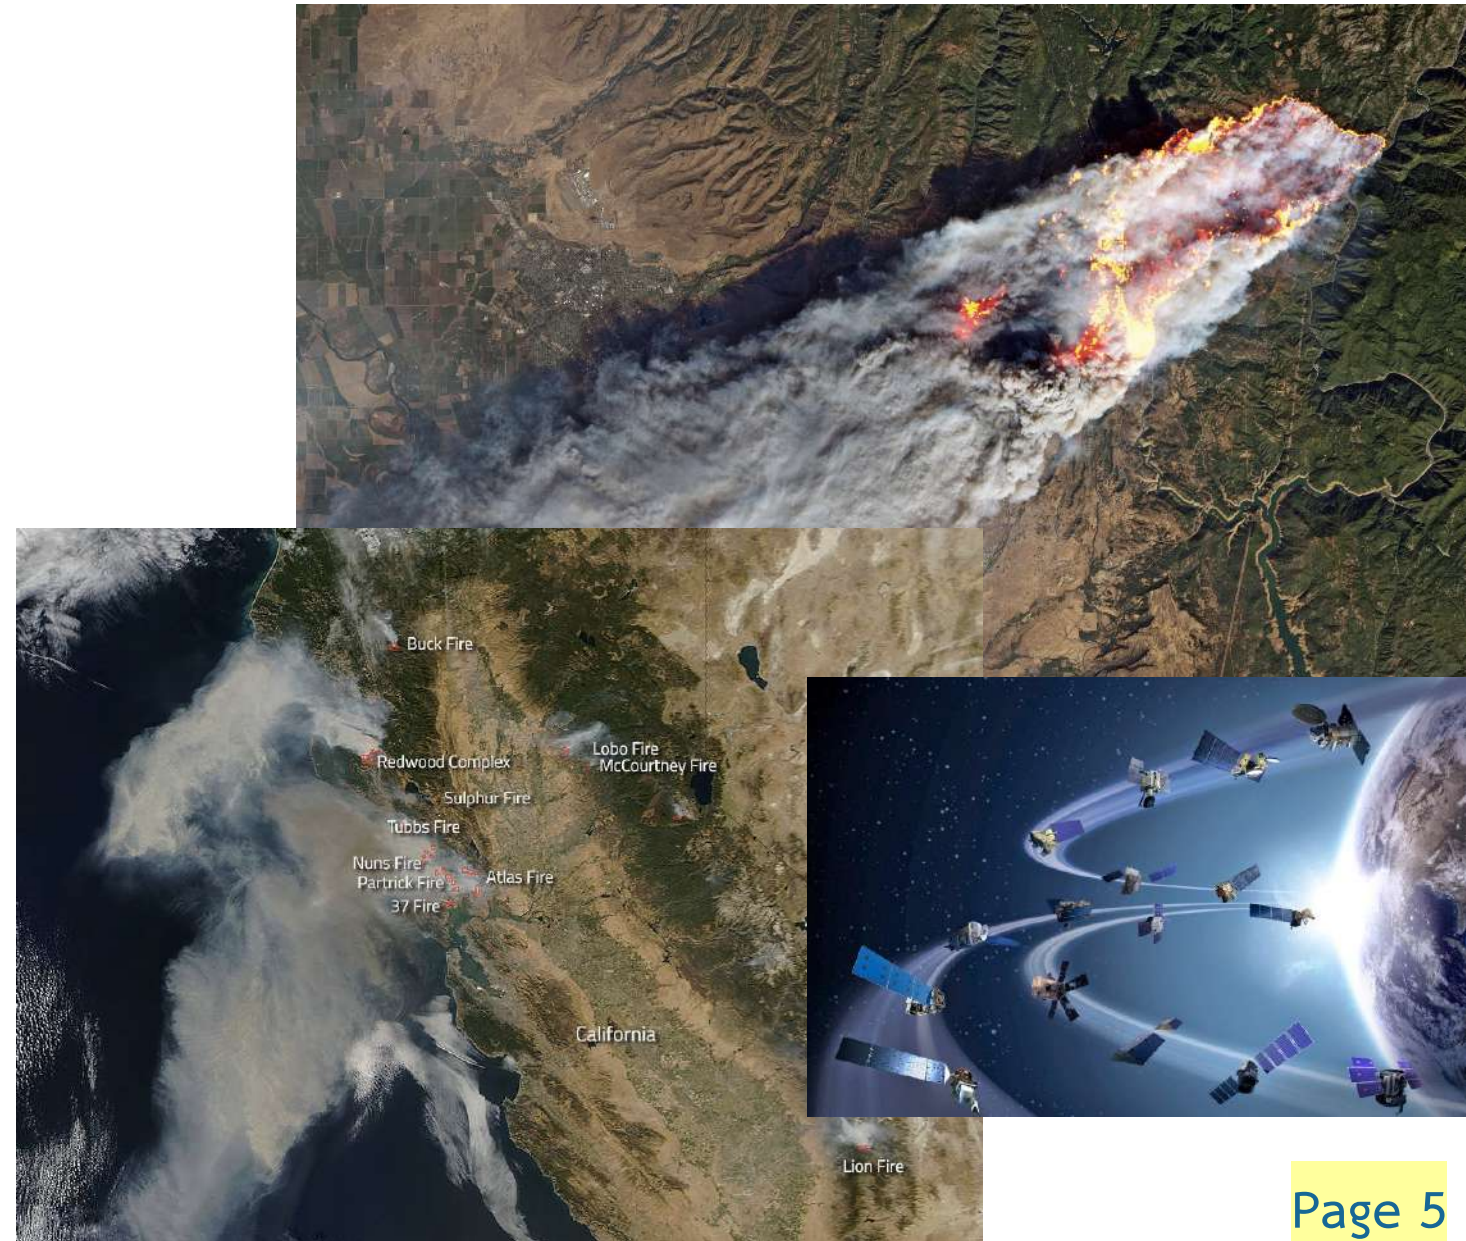 Buck Fire
Lobo Fire
McCourtney Fire
Redwood Complex
Sulphur Fire
Tubbs Fire
Nuns Fire
Atlas Fire
Partrick Fire
37 Fire
California
Lion Fire
Page 5